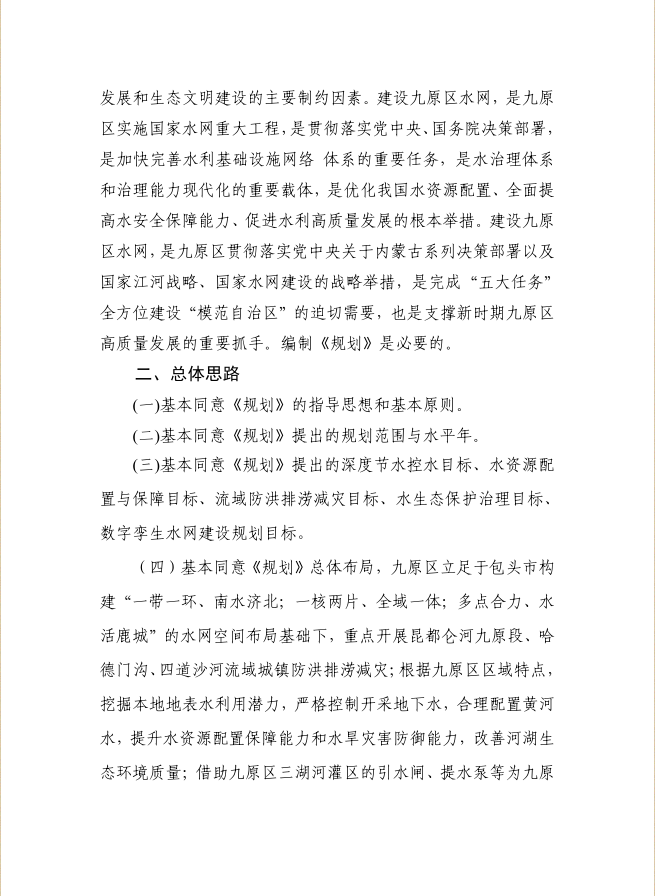 发展和生态文明建设的主要制约因素。建设九原区水网，是九原
区实施国家水网重大工程，是贯彻落实党中央、国务院决策部署，
是加快完善水利基础设施网络 体系的重要任务，是水治理体系
和治理能力现代化的重要载体，是优化我国水资源配置、全面提
高水安全保障能力、促进水利高质量发展的根本举措。建设九原
区水网，是九原区贯彻落实党中央关于内蒙古系列决策部署以及
国家江河战略、国家水网建设的战略举措，是完成“五大任务”
全方位建设“模范自治区”的迫切需要，也是支撑新时期九原区
高质量发展的重要抓手。编制《规划》是必要的。
二、总体思路
(一)基本同意《规划》的指导思想和基本原则。
(二)基本同意《规划》提出的规划范围与水平年。
(三)基本同意《规划》提出的深度节水控水目标、水资源配
置与保障目标、流域防洪排涝减灾目标、水生态保护治理目标、
数字孪生水网建设规划目标。
（四）基本同意《规划》总体布局，九原区立足于包头市构
建“一带一环、南水济北；一核两片、全域一体；多点合力、水
活鹿城”的水网空间布局基础下，重点开展昆都仑河九原段、哈
德门沟、四道沙河流域城镇防洪排涝减灾；根据九原区区域特点，
挖掘本地地表水利用潜力，严格控制开采地下水，合理配置黄河
水，提升水资源配置保障能力和水旱灾害防御能力，改善河湖生
态环境质量；借助九原区三湖河灌区的引水闸、提水泵等为九原